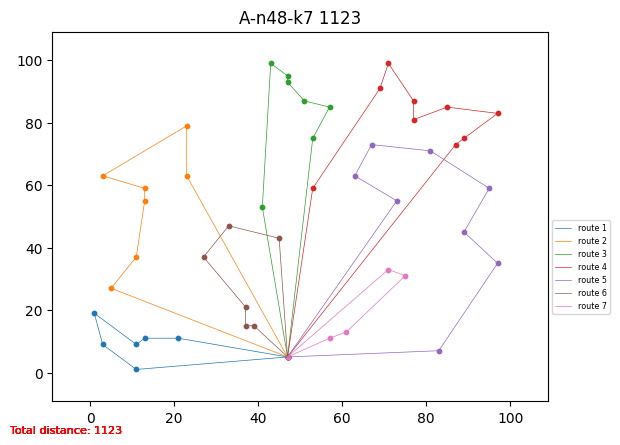 A-n48-k7 1123
100
80
60
40
20
0
0 20 40 60 80 100
route 1
route 2
route 3
route 4
route 5
route 6
route 7
Total distance: 1123